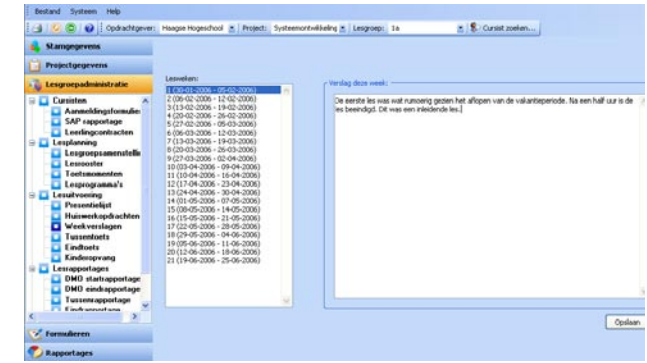 Bestand Systeem Help
Opdrachtgever: Haagse Hogeschool Project: Systeemontwikkeling Lesgroep: 1a Cursist zoeken...
Stamgegevens
Projectgegevens
Lesgroepadministratie
Cursisten
Aanmeldingsformulie
SAP rapportage
Leerlingcontracten
Lesplanning
Lesgroepsamenstellin
Lesrooster
Toetsmomenten
Lesprogramma's
Lesuitvoering
Presentielijst
Huiswerkopdrachten
Weekverslagen
Tussentoets
Eindtoets
Kinderopvang
Lesrapportages
DMO startrapportage
DMO eindrapportage
Tussenrapportage
Eindrapportage
Formulieren
Rapportages
Lesweken:
1 (30-01-2006 - 05-02-2006)
2 (06-02-2006 - 12-02-2006)
3 (13-02-2006 - 19-02-2006)
4 (20-02-2006 - 26-02-2006)
5 (27-02-2006 - 05-03-2006)
6 (06-03-2006 - 12-03-2006)
7 (13-03-2006 - 19-03-2006)
8 (20-03-2006 - 26-03-2006)
9 (27-03-2006 - 02-04-2006)
10 (03-04-2006 - 09-04-2006)
11 (10-04-2006 - 16-04-2006)
12 (17-04-2006 - 23-04-2006)
13 (24-04-2006 - 30-04-2006)
14 (01-05-2006 - 07-05-2006)
15 (08-05-2006 - 14-05-2006)
16 (15-05-2006 - 21-05-2006)
17 (22-05-2006 - 28-05-2006)
18 (29-05-2006 - 04-06-2006)
19 (05-06-2006 - 11-06-2006)
20 (12-06-2006 - 18-06-2006)
21 (19-06-2006 - 25-06-2006)
Verslag deze week:
De eerste les was wat rumoerig gezien het aflopen van de vakantieperiode. Na een half uur is de
les beeindigd. Dit was een inleidende les.
Opslaan